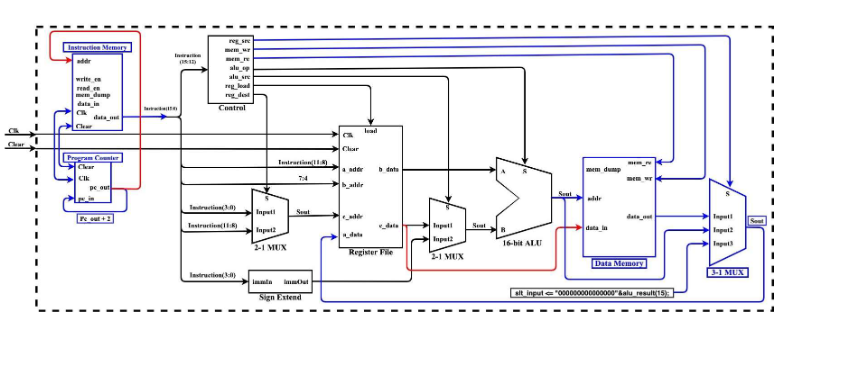 Instruction Memory
addr
write_en
read_en
mem_dump
data_in
Clk
data_out
Clear
Program Counter
Clear
Clk
pc_out
pc_in
Pc_out + 2
Clk
Clear
Instruction(15:0)
Instruction
(15:12)
reg_src
mem_wr
mem_re
alu_op
alu_src
reg_load
reg_dest
Control
Instruction(11:8)
7:4
Instruction(3:0)
Instruction(11:8)
Instruction(3:0)
S
Input1
Input2
Sout
2-1 MUX
immIn
immOut
Sign Extend
load
Clk
Clear
a_addr
b_data
b_addr
c_addr
c_data
a_data
Register File
S
Input1
Input2
Sout
2-1 MUX
A
S
B
16-bit ALU
Sout
mem_re
mem_dump
mem_wr
addr
data_out
data_in
Data Memory
S
Input1
Input2
Input3
Sout
3-1 MUX
slt_input <= "000000000000000"&alu_result(15);